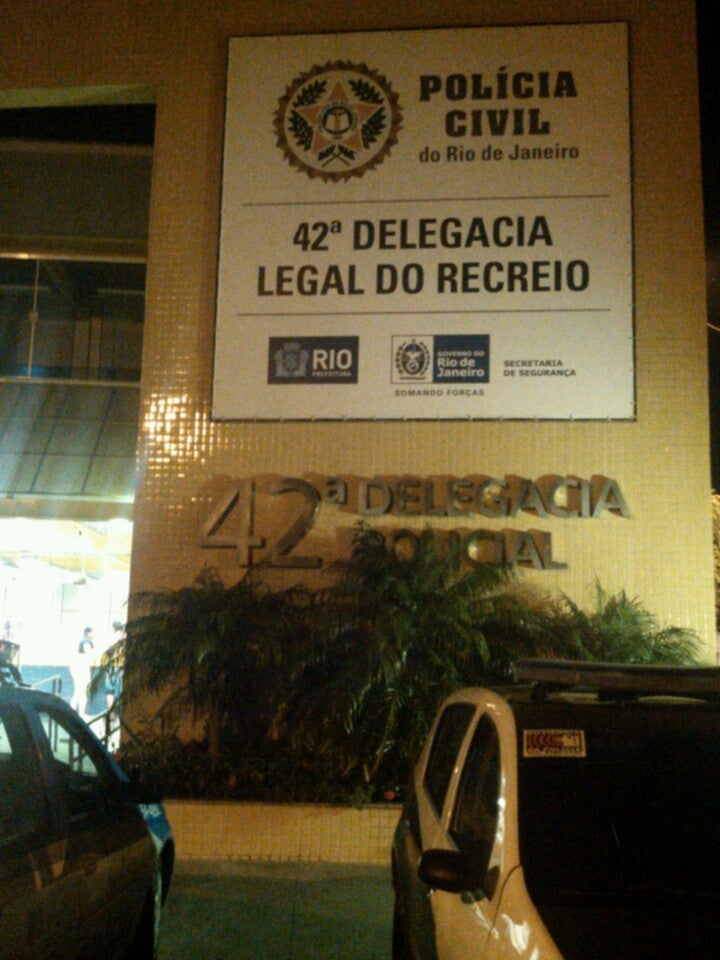 POLÍCIA
CIVIL
do Rio de Janeiro
42ª DELEGACIA
LEGAL DO RECREIO
RIO
PREFEITURA
GOVERNO DO
Rio de
Janeiro
SOMANDO FORÇAS
SECRETARIA
DE SEGURANÇA
42ª DELEGACIA
POLICIAL